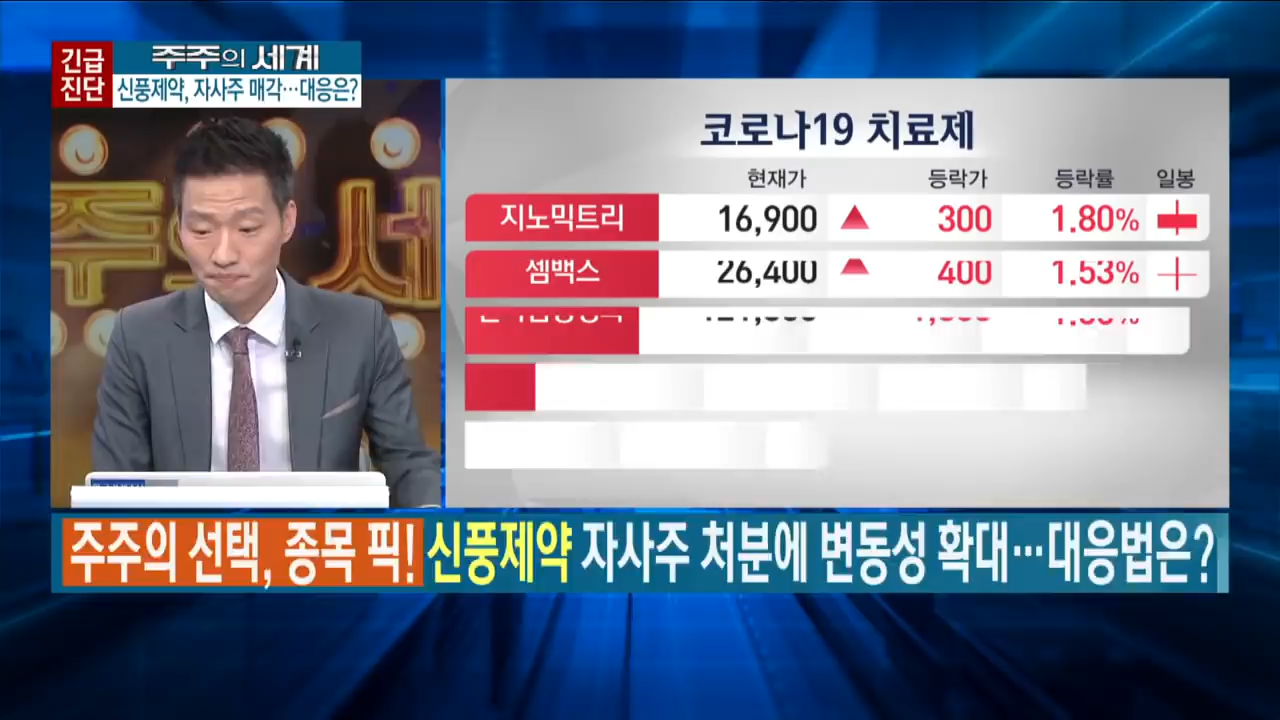 긴급
진단
주주의 세계
신풍제약, 자사주 매각…대응은?
주의 세
코로나19 치료제
현재가 등락가 등락률 일봉
지노믹트리 16,900 ▲ 300 1.80%
셈백스 26,400 ▲ 400 1.53%
주주의 선택, 종목 픽! 신풍제약 자사주 처분에 변동성 확대…대응법은?